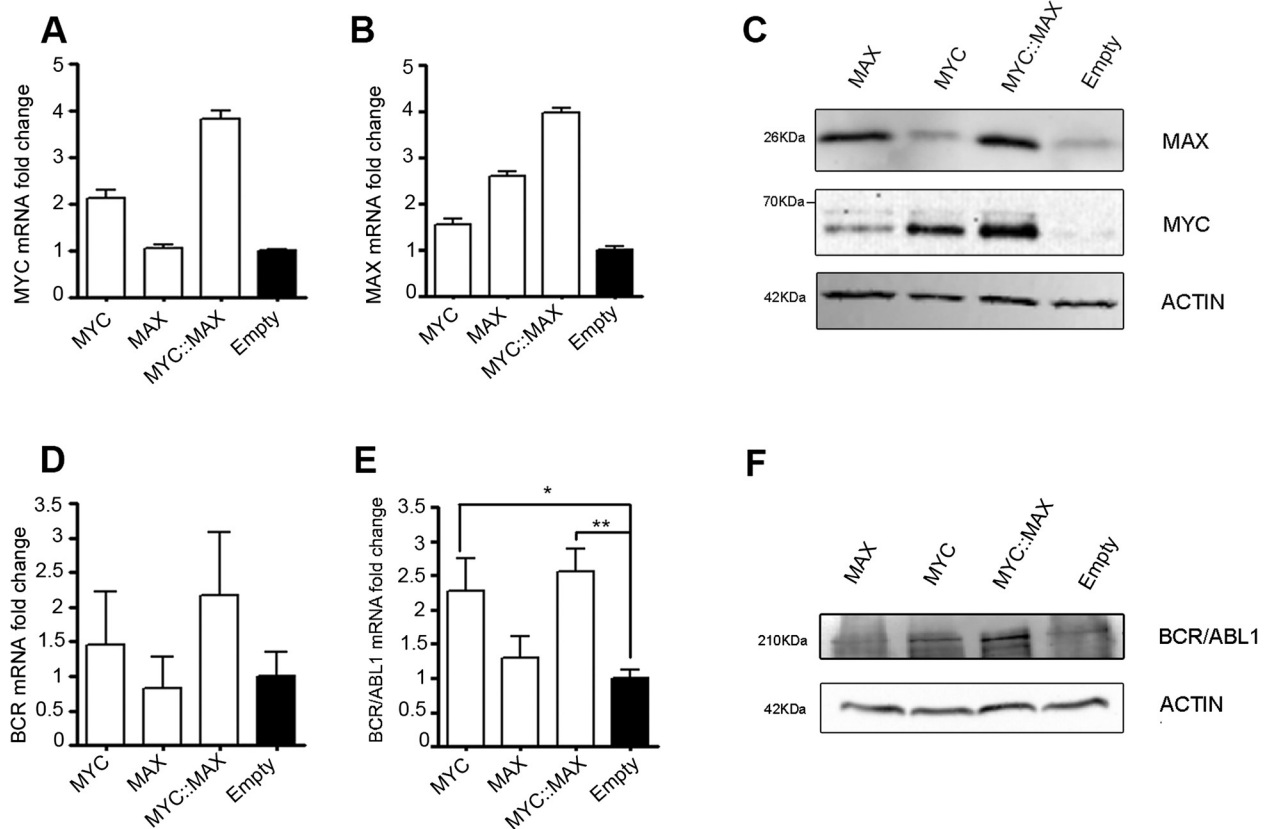 A
MYC mRNA fold change
5
4
3
2
1
0
MYC
MAX
MYC::MAX
Empty
B
MAX mRNA fold change
5
4
3
2
1
0
MYC
MAX
MYC::MAX
Empty
C
MAX
MYC
MYC::MAX
Empty
26KDa
MAX
70KDa
MYC
42KDa
ACTIN
D
BCR mRNA fold change
3.5
3
2.5
2
1.5
1
0.5
0
MYC
MAX
MYC::MAX
Empty
E
BCR/ABL1 mRNA fold change
3.5
3
2.5
2
1.5
1
0.5
0
*
**
MYC
MAX
MYC::MAX
Empty
F
MAX
MYC
MYC::MAX
Empty
210KDa
BCR/ABL1
42KDa
ACTIN